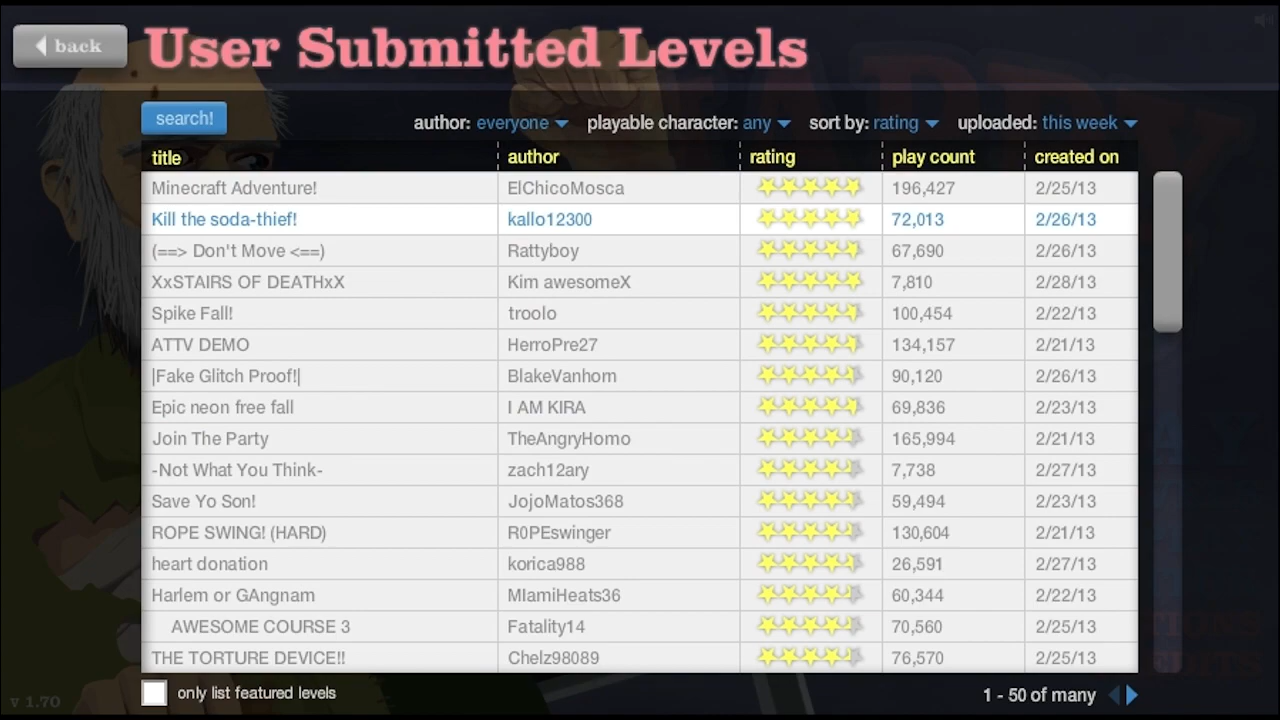 back
User Submitted Levels
search!
author: everyone playable character: any sort by: rating uploaded: this week
title author rating play count created on
Minecraft Adventure! ElChicoMosca 196,427 2/25/13
Kill the soda-thief! kallo12300 72,013 2/26/13
(==> Don't Move <==) Rattyboy 67,690 2/26/13
XxSTAIRS OF DEATHxX Kim awesomeX 7,810 2/28/13
Spike Fall! troolo 100,454 2/22/13
ATTV DEMO HerroPre27 134,157 2/21/13
|Fake Glitch Proof!| BlakeVanhorn 90,120 2/26/13
Epic neon free fall I AM KIRA 69,836 2/23/13
Join The Party TheAngryHomo 165,994 2/21/13
-Not What You Think- zach12ary 7,738 2/27/13
Save Yo Son! JojoMatos368 59,494 2/23/13
ROPE SWING! (HARD) R0PEswinger 130,604 2/21/13
heart donation korica988 26,591 2/27/13
Harlem or GAngnam MIamiHeats36 60,344 2/22/13
AWESOME COURSE 3 Fatality14 70,560 2/25/13
THE TORTURE DEVICE!! Chelz98089 76,570 2/25/13
only list featured levels
1 - 50 of many
v 1.70